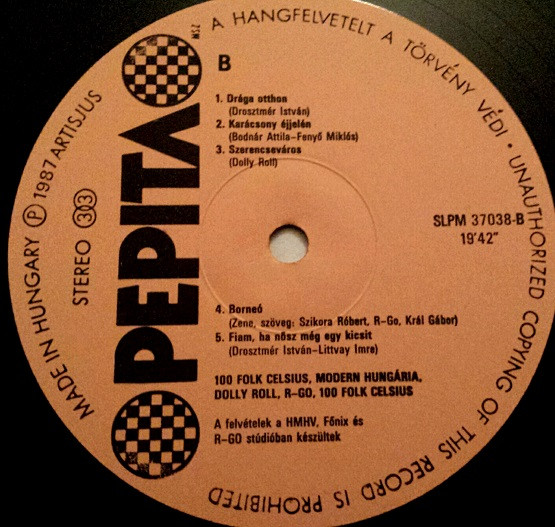 A HANGFELVÉTELT A TÖRVÉNY VÉDI • UNAUTHORIZED COPYING OF THIS RECORD IS PROHIBITED
MSZ
B
PEPITA
1. Drága otthon
(Drosztmér István)
2. Karácsony éjjelén
(Bodnár Attila-Fenyő Miklós)
3. Szerencseváros
(Dolly Roll)
SLPM 37038-B
19'42"
STEREO 33
MADE IN HUNGARY Ⓟ 1987 ARTISJUS
4. Borneó
(Zene, szöveg: Szikora Róbert, R-Go, Král Gábor)
5. Fiam, ha nősz még egy kicsit
(Drosztmér István-Littvay Imre)
100 FOLK CELSIUS, MODERN HUNGÁRIA,
DOLLY ROLL, R-GO, 100 FOLK CELSIUS
A felvételek a HMHV, Főnix és
R-GO stúdióban készültek